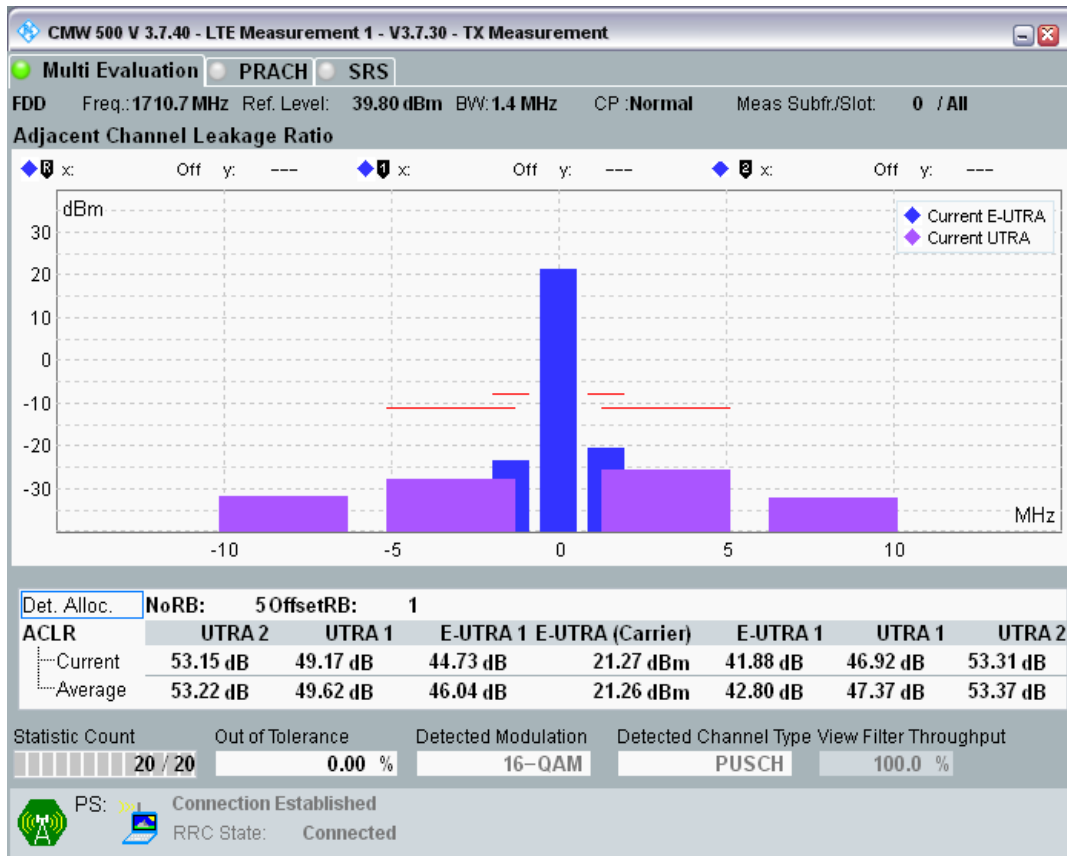 CMW 500 V 3.7.40 - LTE Measurement 1 - V3.7.30 - TX Measurement
Multi Evaluation PRACH SRS
FDD Freq.: 1710.7 MHz Ref. Level: 39.80 dBm BW: 1.4 MHz CP :Normal Meas Subfr./Slot: 0 / All
Adjacent Channel Leakage Ratio
R x: Off y: --- 1 x: Off y: --- 2 x: Off y: ---
dBm
Current E-UTRA
Current UTRA
30
20
10
0
-10
-20
-30
MHz
-10 -5 0 5 10
Det. Alloc. NoRB: 5 OffsetRB: 1
ACLR UTRA 2 UTRA 1 E-UTRA 1 E-UTRA (Carrier) E-UTRA 1 UTRA 1 UTRA 2
Current 53.15 dB 49.17 dB 44.73 dB 21.27 dBm 41.88 dB 46.92 dB 53.31 dB
Average 53.22 dB 49.62 dB 46.04 dB 21.26 dBm 42.80 dB 47.37 dB 53.37 dB
Statistic Count Out of Tolerance Detected Modulation Detected Channel Type View Filter Throughput
20 / 20 0.00 % 16-QAM PUSCH 100.0 %
PS: Connection Established
RRC State: Connected